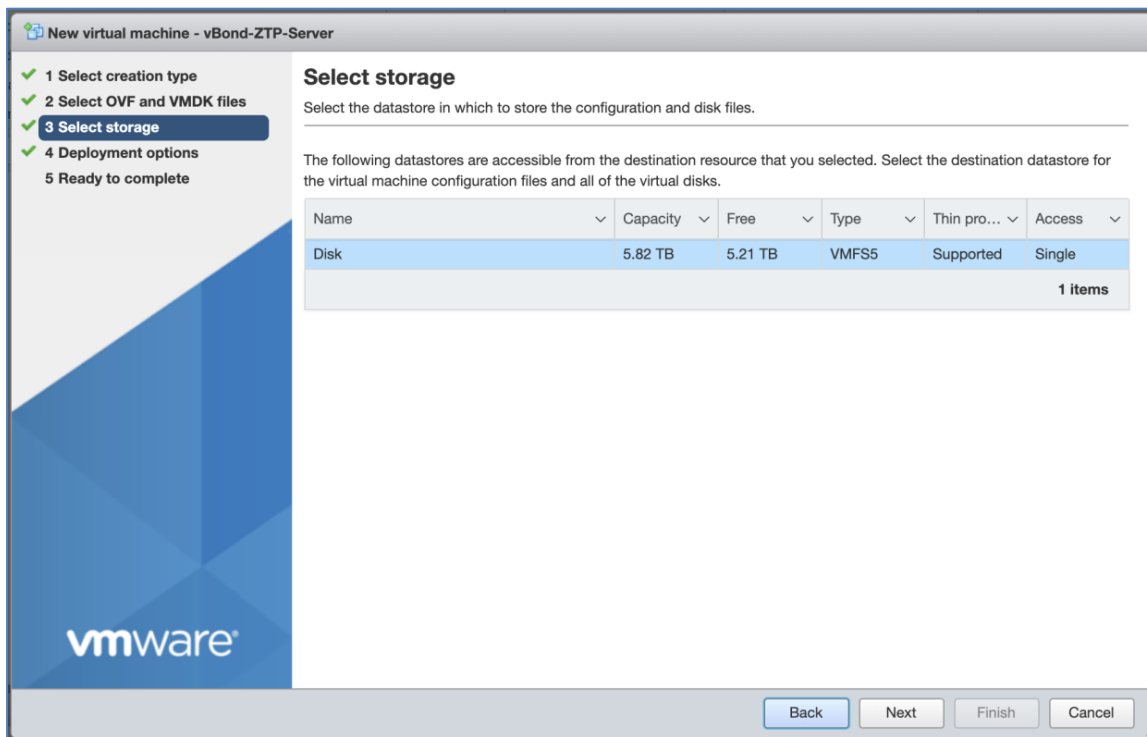 New virtual machine - vBond-ZTP-Server
1 Select creation type
2 Select OVF and VMDK files
3 Select storage
4 Deployment options
5 Ready to complete
Select storage
Select the datastore in which to store the configuration and disk files.
The following datastores are accessible from the destination resource that you selected. Select the destination datastore for
the virtual machine configuration files and all of the virtual disks.
Name Capacity Free Type Thin pro... Access
Disk 5.82 TB 5.21 TB VMFS5 Supported Single
1 items
vmware®
Back Next Finish Cancel